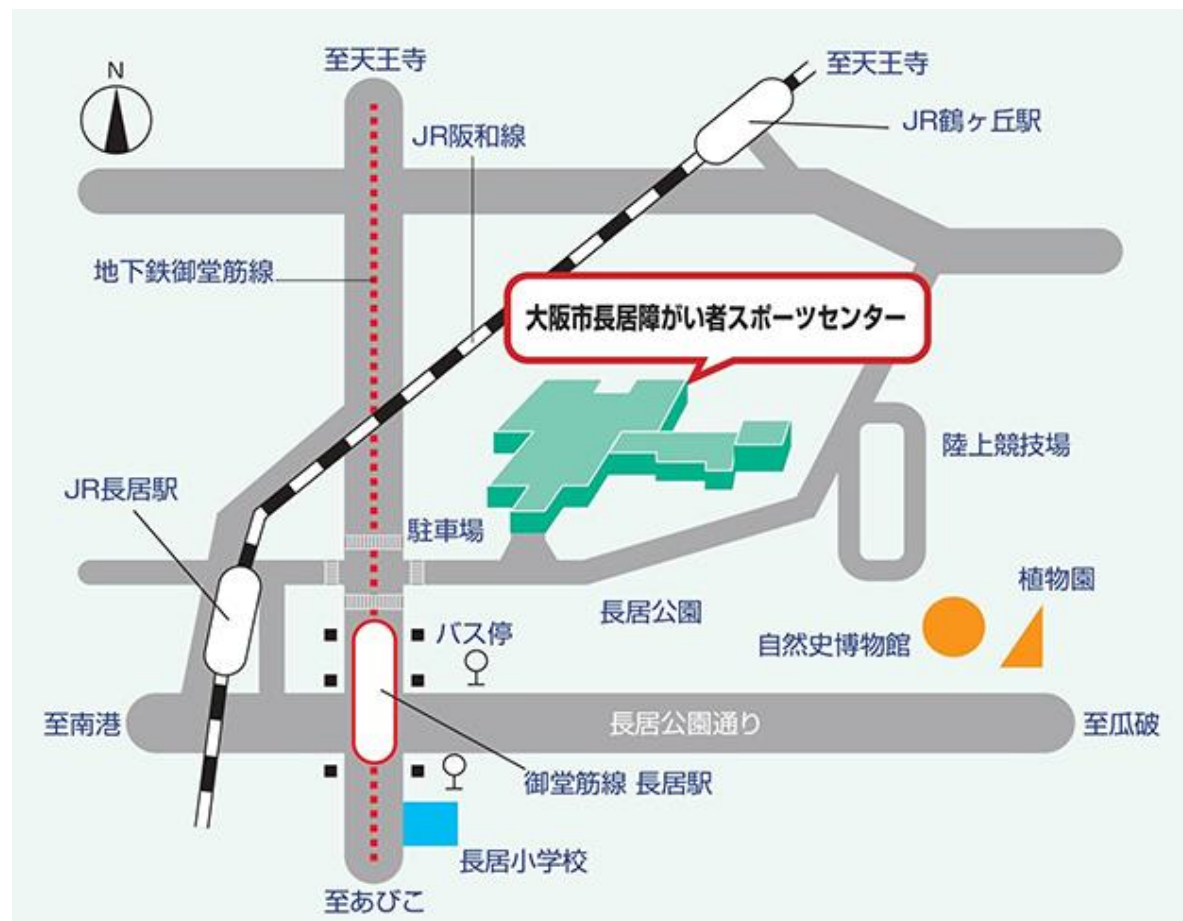 至天王寺
至天王寺
N
JR鶴ヶ丘駅
JR阪和線
地下鉄御堂筋線
大阪市長居障がい者スポーツセンター
陸上競技場
JR長居駅
駐車場
植物園
長居公園
バス停
自然史博物館
至南港
長居公園通り
至瓜破
御堂筋線 長居駅
長居小学校
至あびこ